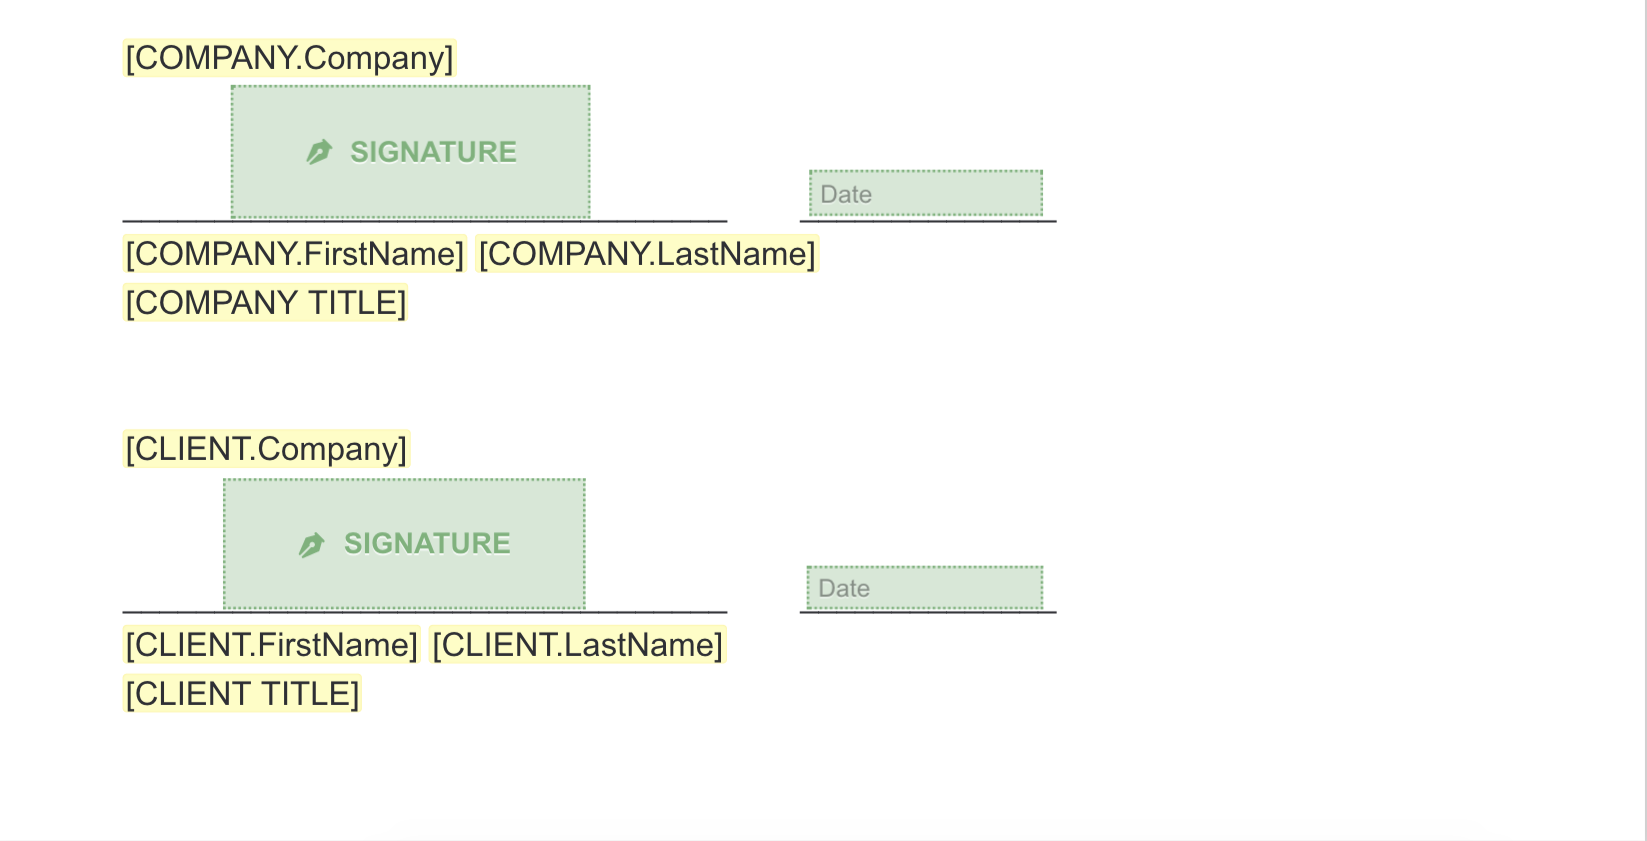 [COMPANY.Company]
SIGNATURE
Date
[COMPANY.FirstName] [COMPANY.LastName]
[COMPANY TITLE]
[CLIENT.Company]
SIGNATURE
Date
[CLIENT.FirstName] [CLIENT.LastName]
[CLIENT TITLE]